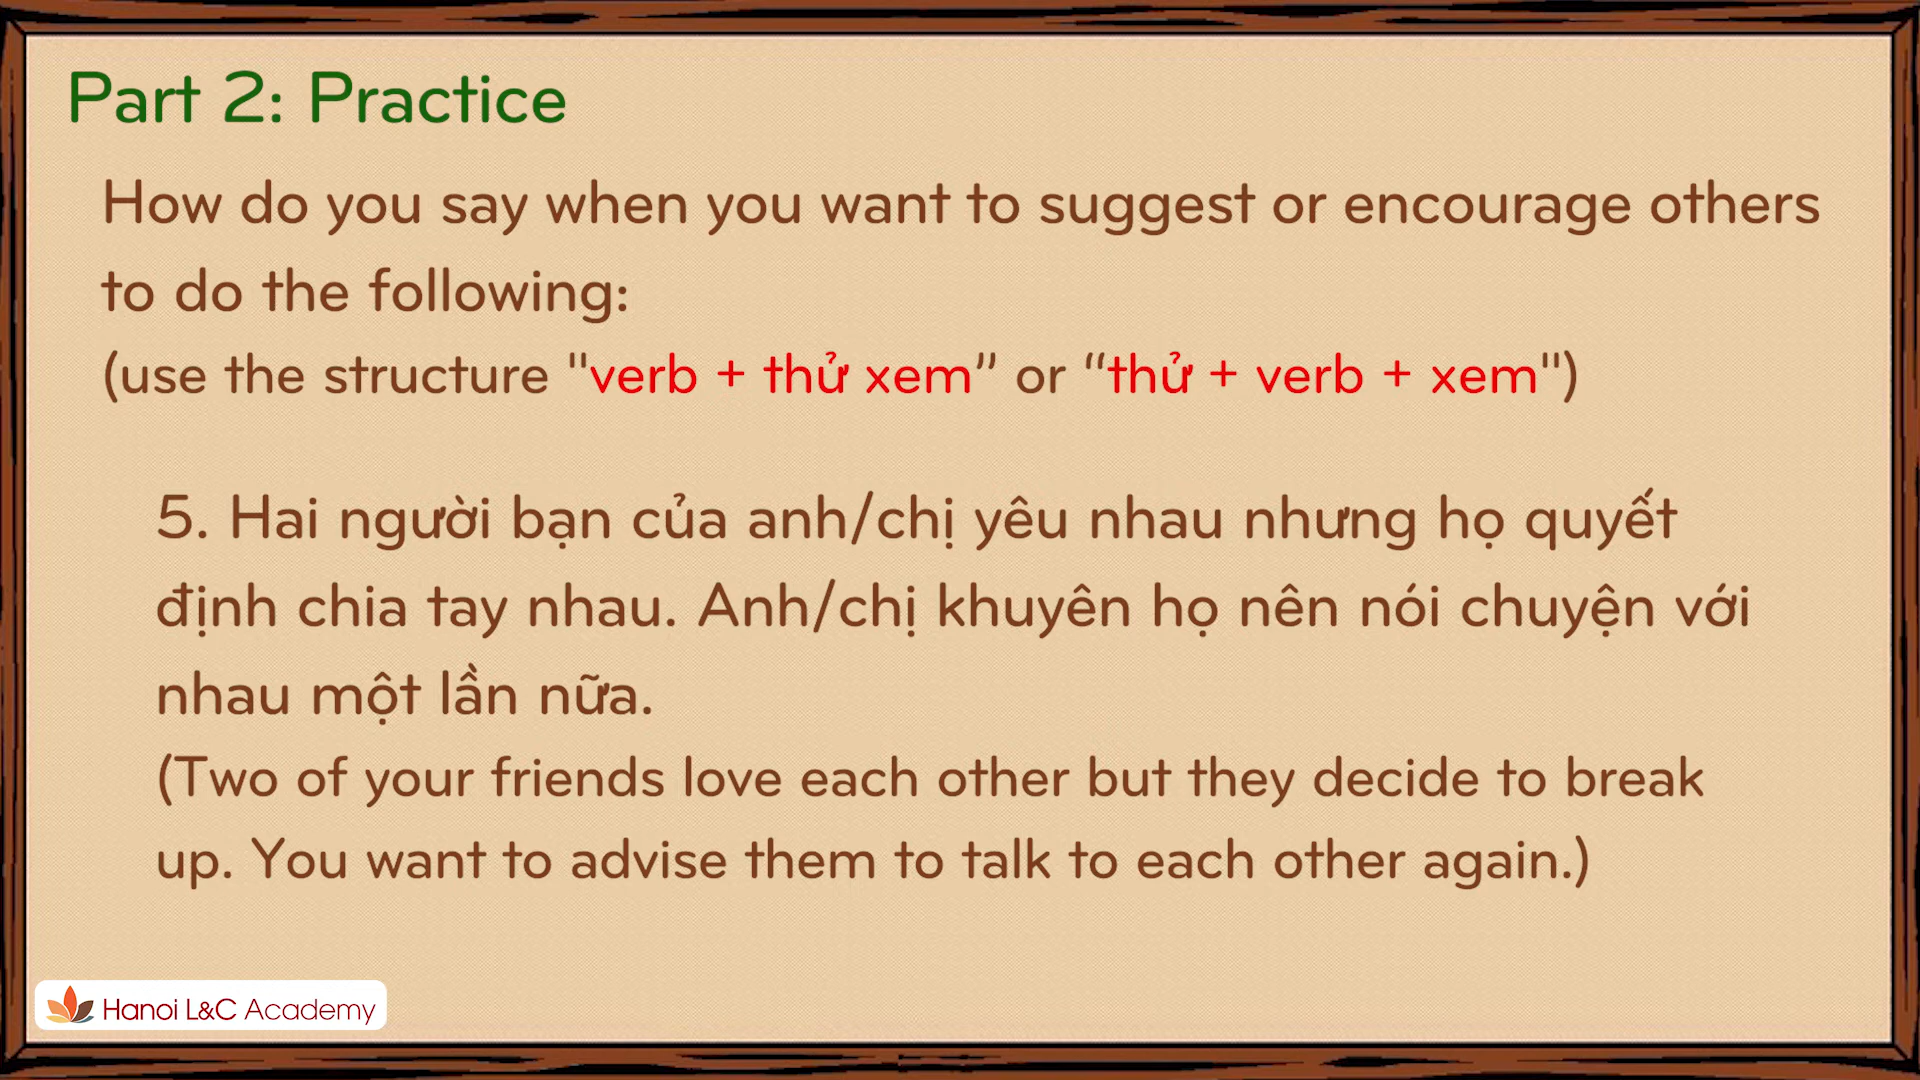 Part 2: Practice
How do you say when you want to suggest or encourage others
to do the following:
(use the structure "verb + thử xem” or “thử + verb + xem")
5. Hai người bạn của anh/chị yêu nhau nhưng họ quyết
định chia tay nhau. Anh/chị khuyên họ nên nói chuyện với
nhau một lần nữa.
(Two of your friends love each other but they decide to break
up. You want to advise them to talk to each other again.)
Hanoi L&C Academy